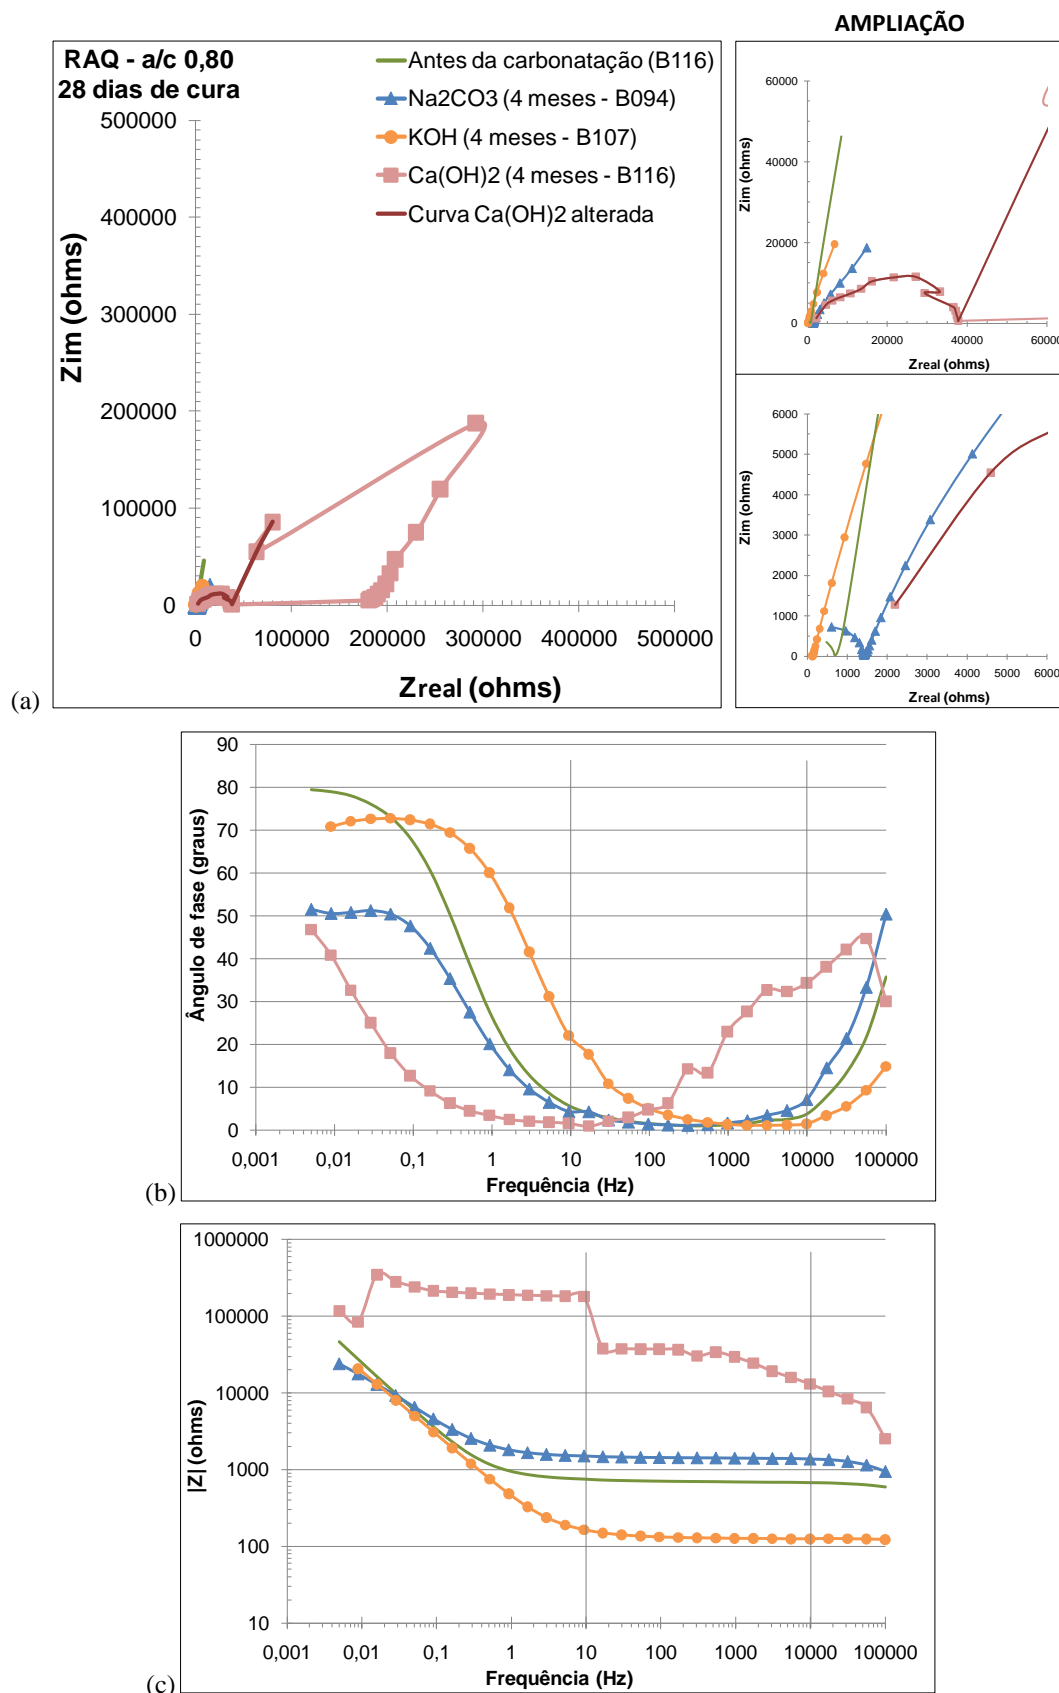 AMPLIAÇÃO
RAQ - a/c 0,80
28 dias de cura
Antes da carbonatação (B116)
Na2CO3 (4 meses - B094)
KOH (4 meses - B107)
Ca(OH)2 (4 meses - B116)
Curva Ca(OH)2 alterada
500000
400000
300000
200000
100000
0
Zim (ohms)
0 100000 200000 300000 400000 500000
Zreal (ohms)
60000
40000
20000
0
Zim (ohms)
0 20000 40000 60000
Zreal (ohms)
6000
5000
4000
3000
2000
1000
0
Zim (ohms)
0 1000 2000 3000 4000 5000 6000
Zreal (ohms)
(a)
90
80
70
60
50
40
30
20
10
0
Ângulo de fase (graus)
0,001 0,01 0,1 1 10 100 1000 10000 100000
Frequência (Hz)
(b)
1000000
100000
10000
1000
100
10
|Z| (ohms)
0,001 0,01 0,1 1 10 100 1000 10000 100000
Frequência (Hz)
(c)